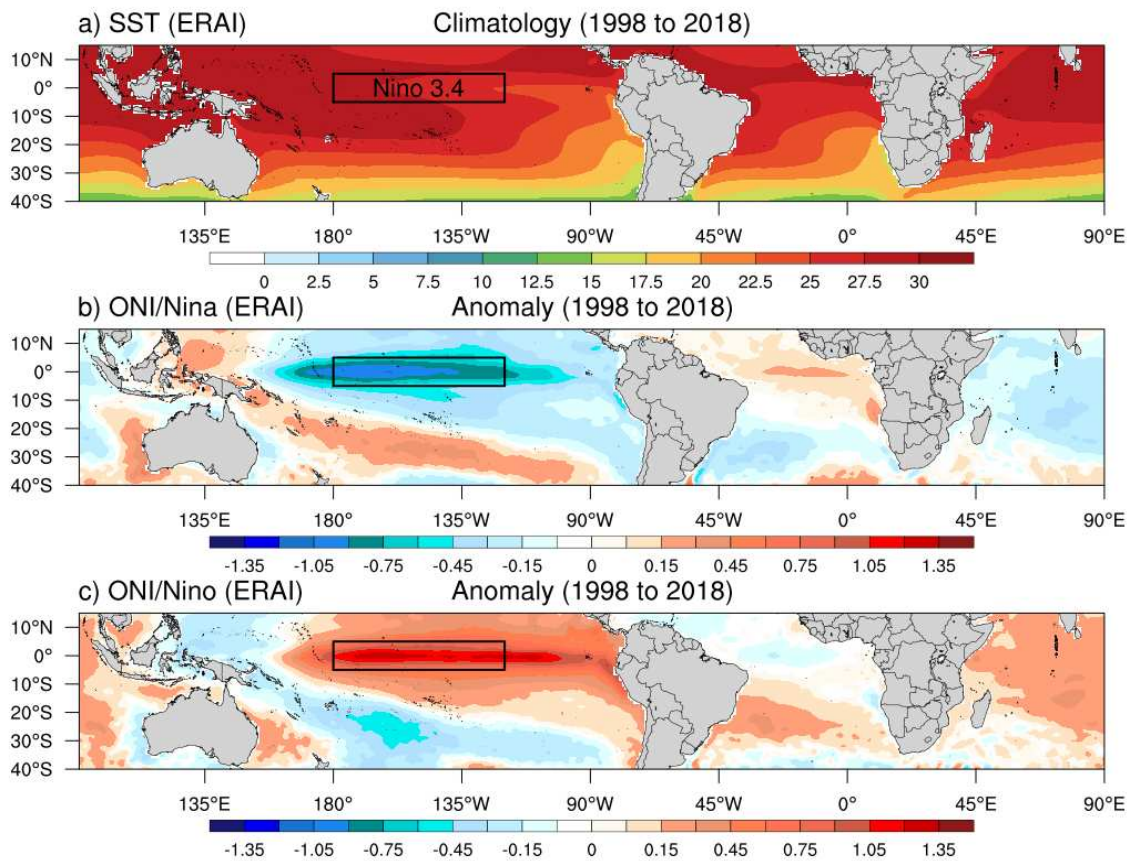 a) SST (ERAI) Climatology (1998 to 2018)
10°N
0°
10°S
20°S
30°S
40°S
Nino 3.4
135°E 180° 135°W 90°W 45°W 0° 45°E 90°E
0 2.5 5 7.5 10 12.5 15 17.5 20 22.5 25 27.5 30
b) ONI/Nina (ERAI) Anomaly (1998 to 2018)
10°N
0°
10°S
20°S
30°S
40°S
135°E 180° 135°W 90°W 45°W 0° 45°E 90°E
-1.35 -1.05 -0.75 -0.45 -0.15 0 0.15 0.45 0.75 1.05 1.35
c) ONI/Nino (ERAI) Anomaly (1998 to 2018)
10°N
0°
10°S
20°S
30°S
40°S
135°E 180° 135°W 90°W 45°W 0° 45°E 90°E
-1.35 -1.05 -0.75 -0.45 -0.15 0 0.15 0.45 0.75 1.05 1.35